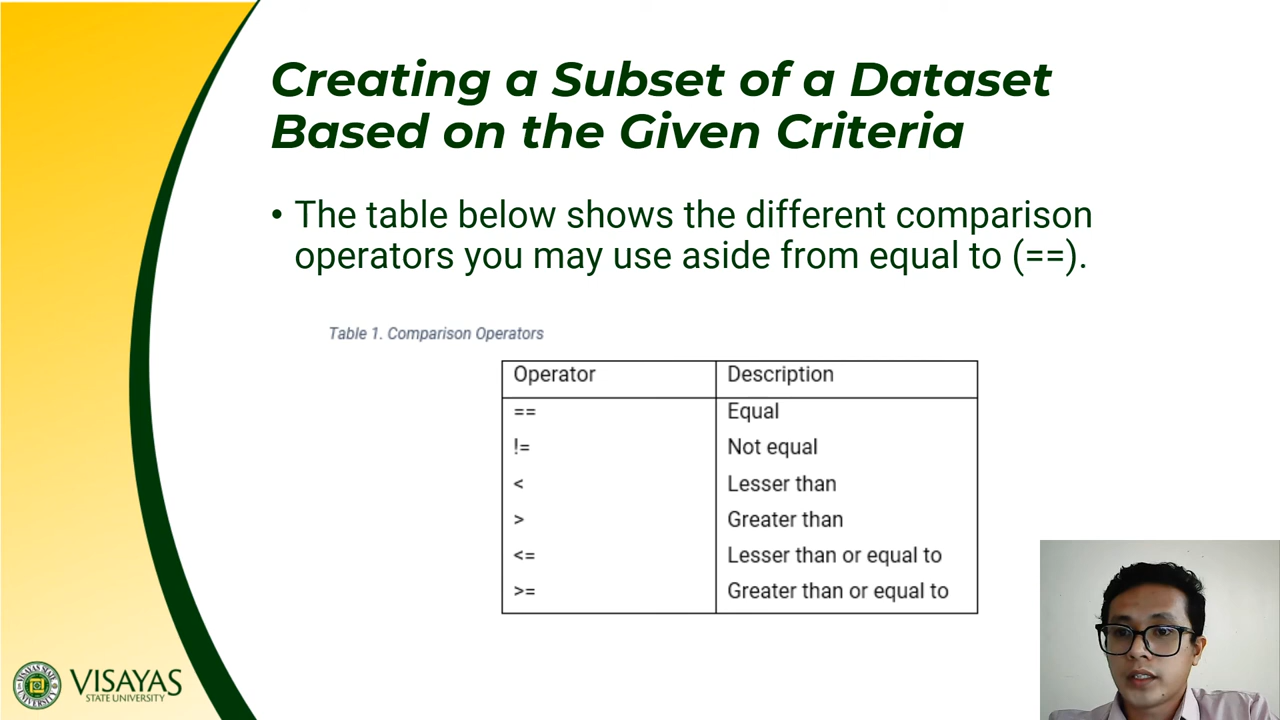 Creating a Subset of a Dataset
Based on the Given Criteria
• The table below shows the different comparison
operators you may use aside from equal to (==).
Table 1. Comparison Operators
Operator Description
== Equal
!= Not equal
< Lesser than
> Greater than
<= Lesser than or equal to
>= Greater than or equal to
VISAYAS
STATE UNIVERSITY